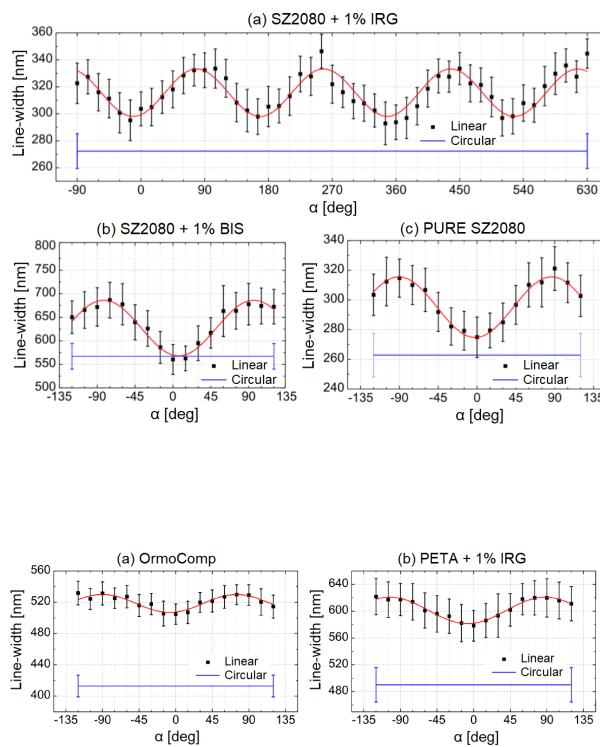 (a) SZ2080 + 1% IRG
Line-width [nm]
360
340
320
300
280
260
Linear
Circular
-90 0 90 180 270 360 450 540 630
α [deg]
(b) SZ2080 + 1% BIS
Line-width [nm]
800
750
700
650
600
550
500
Linear
Circular
-135 -90 -45 0 45 90 135
α [deg]
(c) PURE SZ2080
Line-width [nm]
340
320
300
280
260
240
Linear
Circular
-135 -90 -45 0 45 90 135
α [deg]
(a) OrmoComp
Line-width [nm]
560
520
480
440
400
Linear
Circular
-135 -90 -45 0 45 90 135
α [deg]
(b) PETA + 1% IRG
Line-width [nm]
640
600
560
520
480
Linear
Circular
-135 -90 -45 0 45 90 135
α [deg]